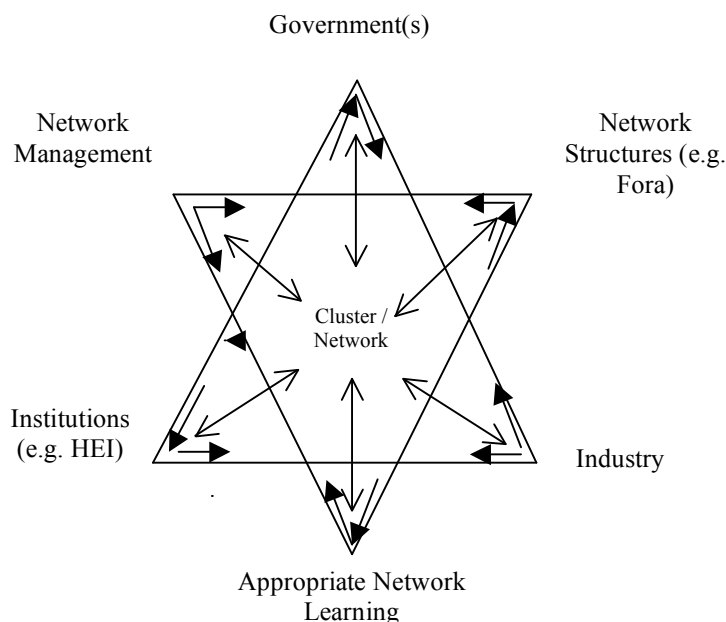 Government(s)
Network
Management
Network
Structures (e.g.
Fora)
Cluster /
Network
Institutions
(e.g. HEI)
Industry
Appropriate Network
Learning